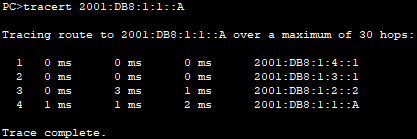 PC>tracert 2001:DB8:1:1::A
Tracing route to 2001:DB8:1:1::A over a maximum of 30 hops:
1 0 ms 0 ms 0 ms 2001:DB8:1:4::1
2 0 ms 0 ms 0 ms 2001:DB8:1:3::1
3 0 ms 3 ms 1 ms 2001:DB8:1:2::2
4 1 ms 1 ms 2 ms 2001:DB8:1:1::A
Trace complete.